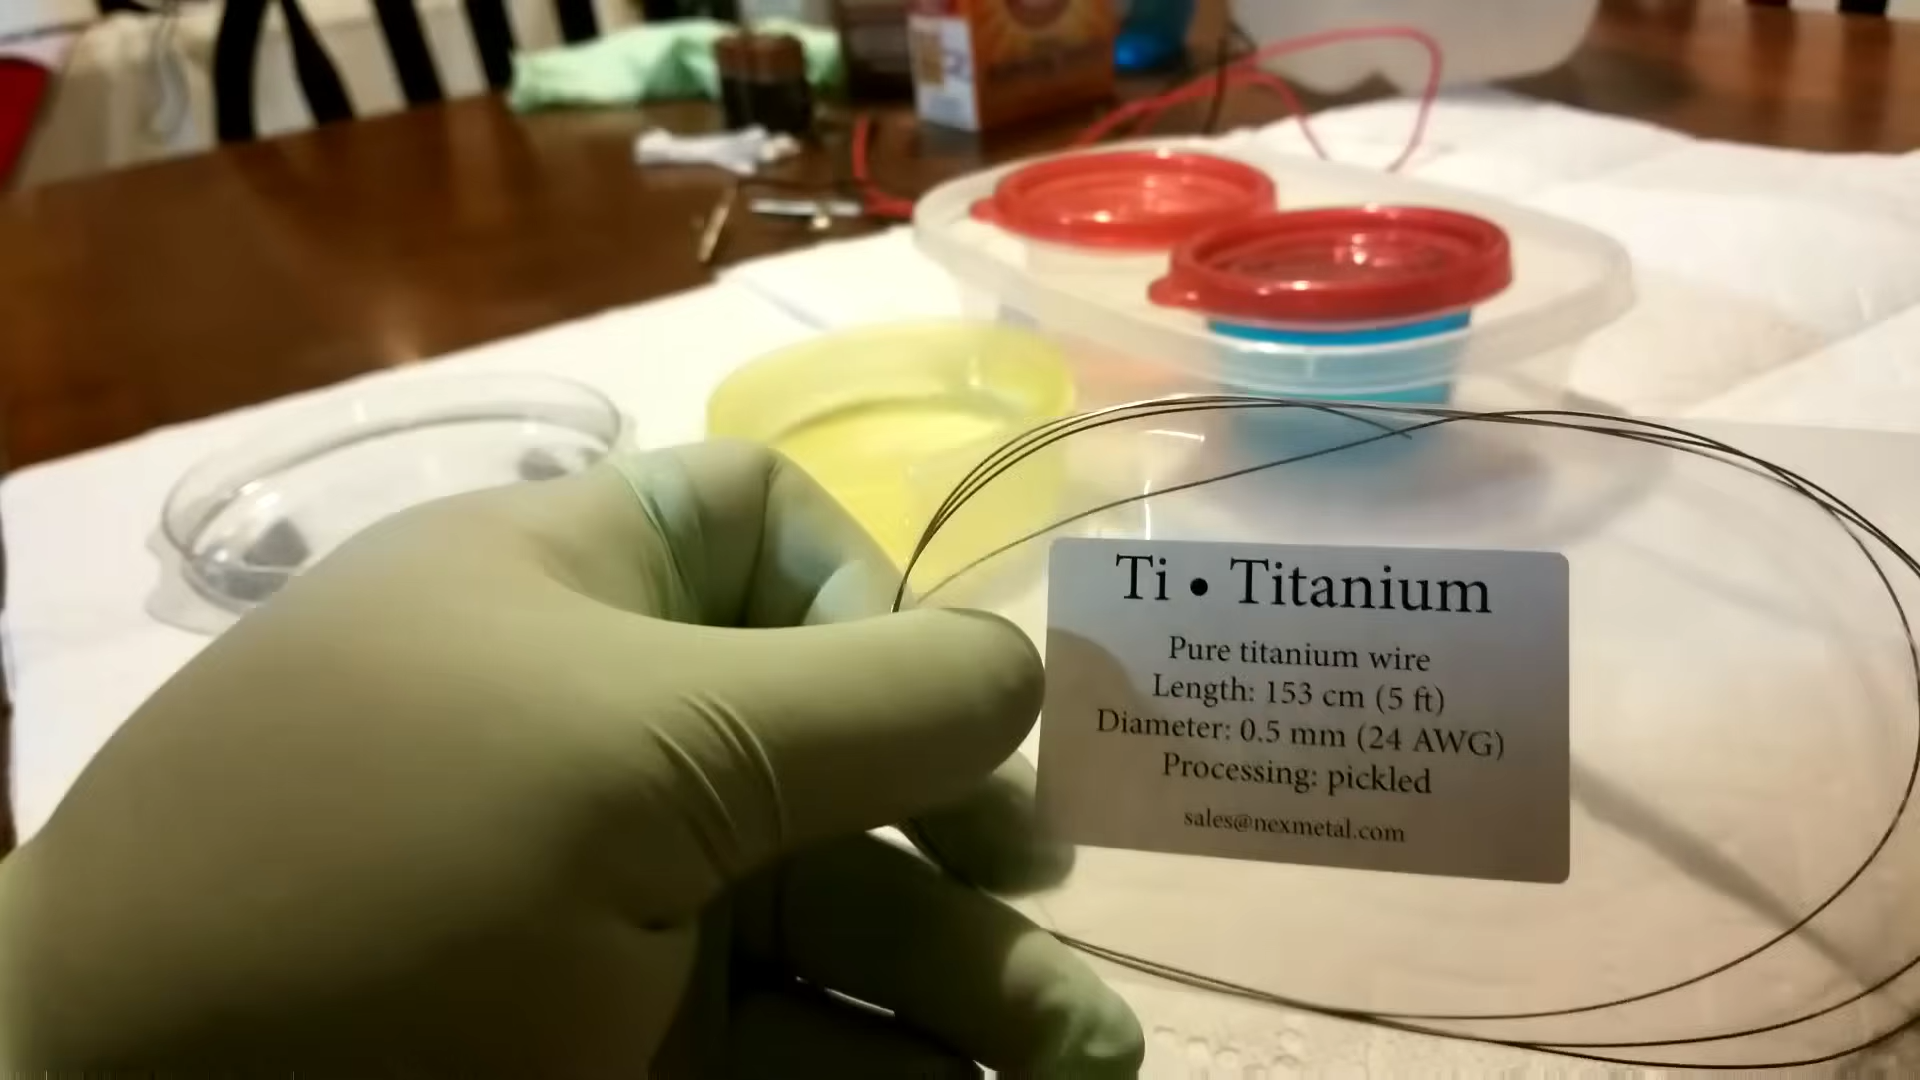 Ti • Titanium
Pure titanium wire
Length: 153 cm (5 ft)
Diameter: 0.5 mm (24 AWG)
Processing: pickled
sales@nexmetal.com